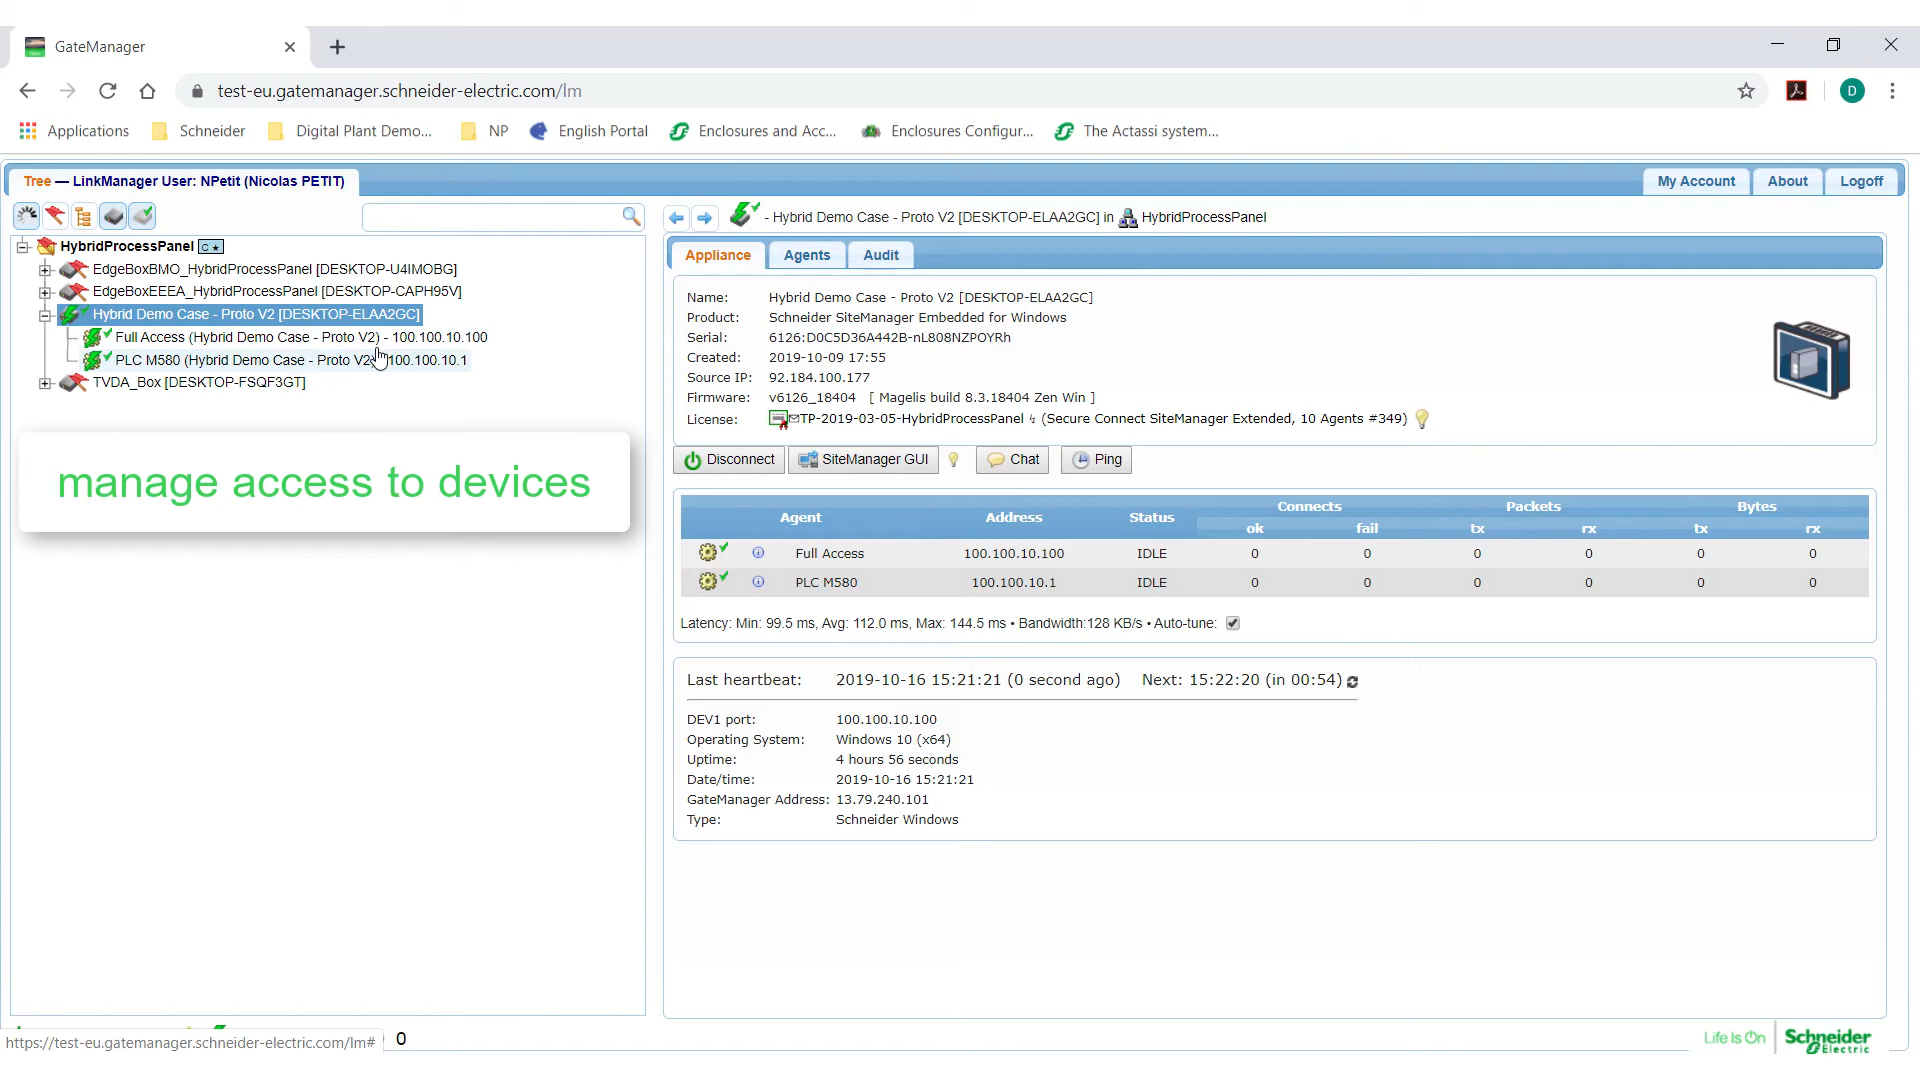 GateManager
test-eu.gatemanager.schneider-electric.com/lm
D
Applications Schneider Digital Plant Demo... NP English Portal Enclosures and Acc... Enclosures Configur... The Actassi system...
Tree — LinkManager User: NPetit (Nicolas PETIT)
My Account About Logoff
- Hybrid Demo Case - Proto V2 [DESKTOP-ELAA2GC] in HybridProcessPanel
HybridProcessPanel C ★
EdgeBoxBMO_HybridProcessPanel [DESKTOP-U4IMOBG]
EdgeBoxEEEA_HybridProcessPanel [DESKTOP-CAPH95V]
Hybrid Demo Case - Proto V2 [DESKTOP-ELAA2GC]
Full Access (Hybrid Demo Case - Proto V2) - 100.100.10.100
PLC M580 (Hybrid Demo Case - Proto V2) 100.100.10.1
TVDA_Box [DESKTOP-FSQF3GT]
manage access to devices
Appliance Agents Audit
Name: Hybrid Demo Case - Proto V2 [DESKTOP-ELAA2GC]
Product: Schneider SiteManager Embedded for Windows
Serial: 6126:D0C5D36A442B-nL808NZPOYRh
Created: 2019-10-09 17:55
Source IP: 92.184.100.177
Firmware: v6126_18404 [ Magelis build 8.3.18404 Zen Win ]
License: TP-2019-03-05-HybridProcessPanel (Secure Connect SiteManager Extended, 10 Agents #349)
Disconnect SiteManager GUI Chat Ping
Agent Address Status Connects Packets Bytes
ok fail tx rx tx rx
Full Access 100.100.10.100 IDLE 0 0 0 0 0 0
PLC M580 100.100.10.1 IDLE 0 0 0 0 0 0
Latency: Min: 99.5 ms, Avg: 112.0 ms, Max: 144.5 ms • Bandwidth:128 KB/s • Auto-tune:
Last heartbeat: 2019-10-16 15:21:21 (0 second ago) Next: 15:22:20 (in 00:54)
DEV1 port: 100.100.10.100
Operating System: Windows 10 (x64)
Uptime: 4 hours 56 seconds
Date/time: 2019-10-16 15:21:21
GateManager Address: 13.79.240.101
Type: Schneider Windows
https://test-eu.gatemanager.schneider-electric.com/lm# 0
Life Is On Schneider Electric